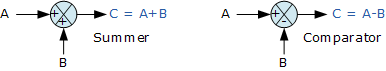 A + + C = A+B A + - C = A-B
Summer Comparator
B B